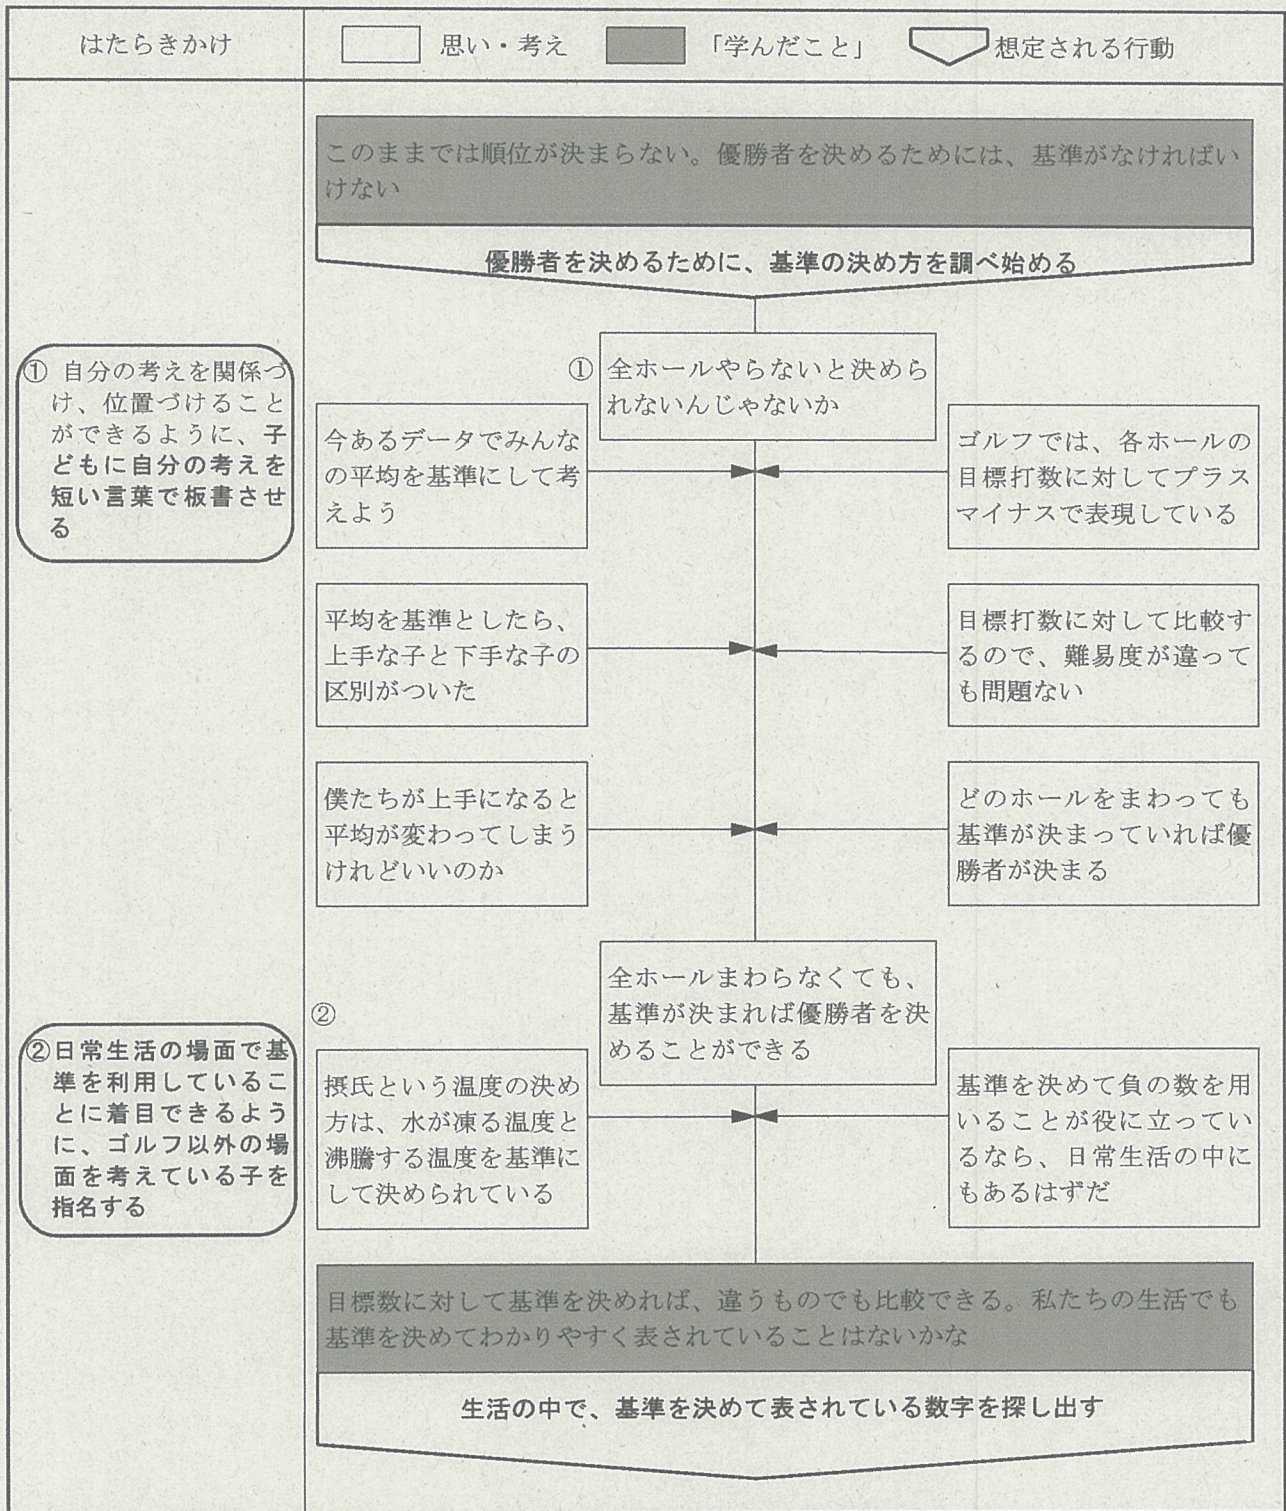 はたらきかけ
思い・考え
「学んだこと」
想定される行動
このままでは順位が決まらない。優勝者を決めるためには、基準がなければい
けない
優勝者を決めるために、基準の決め方を調べ始める
① 自分の考えを関係づ
け、位置づけること
ができるように、子
どもに自分の考えを
短い言葉で板書させ
る
①
全ホールやらないと決めら
れないんじゃないか
今あるデータでみんな
の平均を基準にして考
えよう
ゴルフでは、各ホールの
目標打数に対してプラス
マイナスで表現している
平均を基準としたら、
上手な子と下手な子の
区別がついた
目標打数に対して比較す
るので、難易度が違って
も問題ない
僕たちが上手になると
平均が変わってしまう
けれどいいのか
どのホールをまわっても
基準が決まっていれば優
勝者が決まる
全ホールまわらなくても、
基準が決まれば優勝者を決
めることができる
②
②日常生活の場面で基
準を利用しているこ
とに着目できるよう
に、ゴルフ以外の場
面を考えている子を
指名する
摂氏という温度の決め
方は、水が凍る温度と
沸騰する温度を基準に
して決められている
基準を決めて負の数を用
いることが役に立ってい
るなら、日常生活の中に
もあるはずだ
目標数に対して基準を決めれば、違うものでも比較できる。私たちの生活でも
基準を決めてわかりやすく表されていることはないかな
生活の中で、基準を決めて表されている数字を探し出す